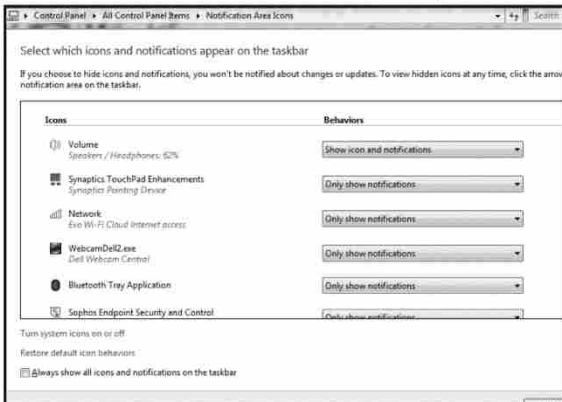 Control Panel ▸ All Control Panel Items ▸ Notification Area Icons
Search
Select which icons and notifications appear on the taskbar
If you choose to hide icons and notifications, you won't be notified about changes or updates. To view hidden icons at any time, click the arrow
notification area on the taskbar.
Icons Behaviors
Volume Show icon and notifications
Speakers / Headphones: 62%
Synaptics TouchPad Enhancements Only show notifications
Synaptics Pointing Device
Network Only show notifications
Evo Wi-Fi Cloud Internet access
WebcamDell2.exe Only show notifications
Dell Webcam Central
Bluetooth Tray Application Only show notifications
Sophos Endpoint Security and Control Only show notifications
Turn system icons on or off
Restore default icon behaviors
Always show all icons and notifications on the taskbar